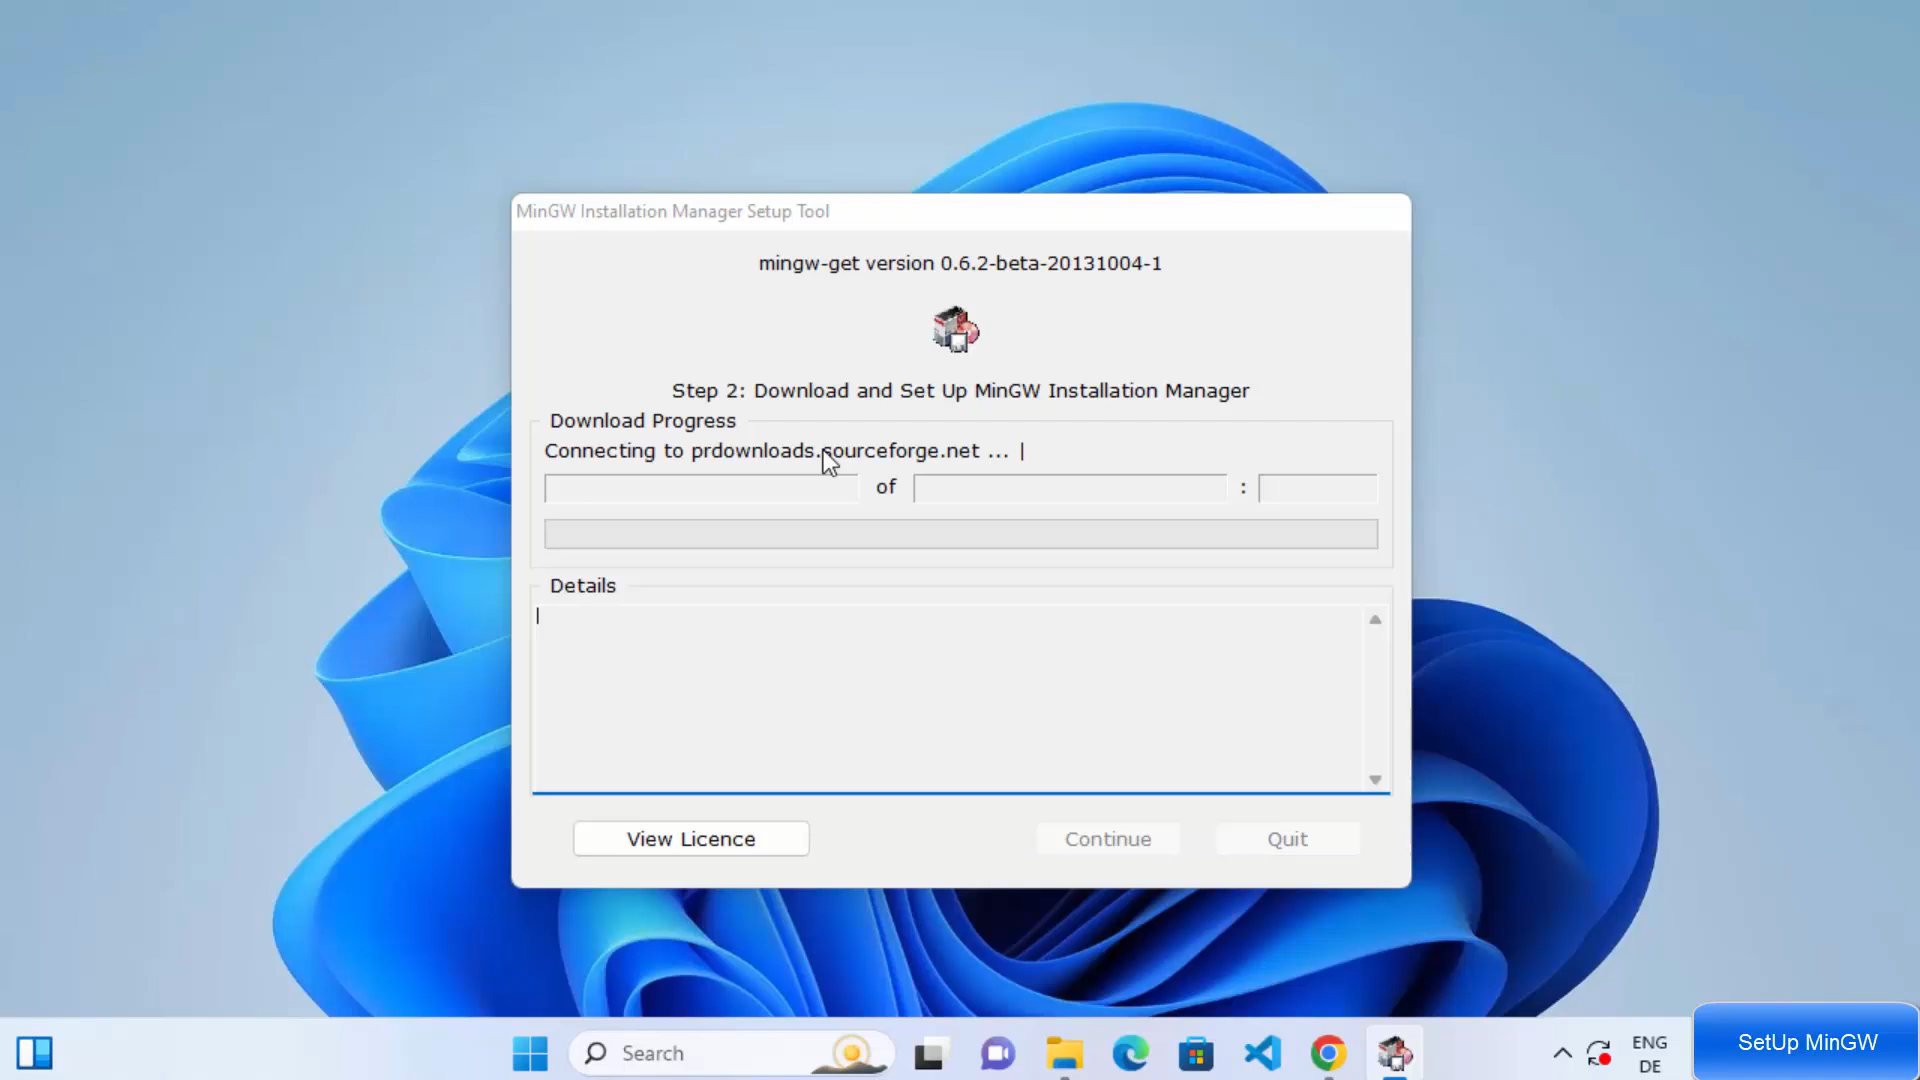 MinGW Installation Manager Setup Tool
mingw-get version 0.6.2-beta-20131004-1
Step 2: Download and Set Up MinGW Installation Manager
Download Progress
Connecting to prdownloads.sourceforge.net ... |
of :
Details
View Licence Continue Quit
Search
ENG
DE
SetUp MinGW